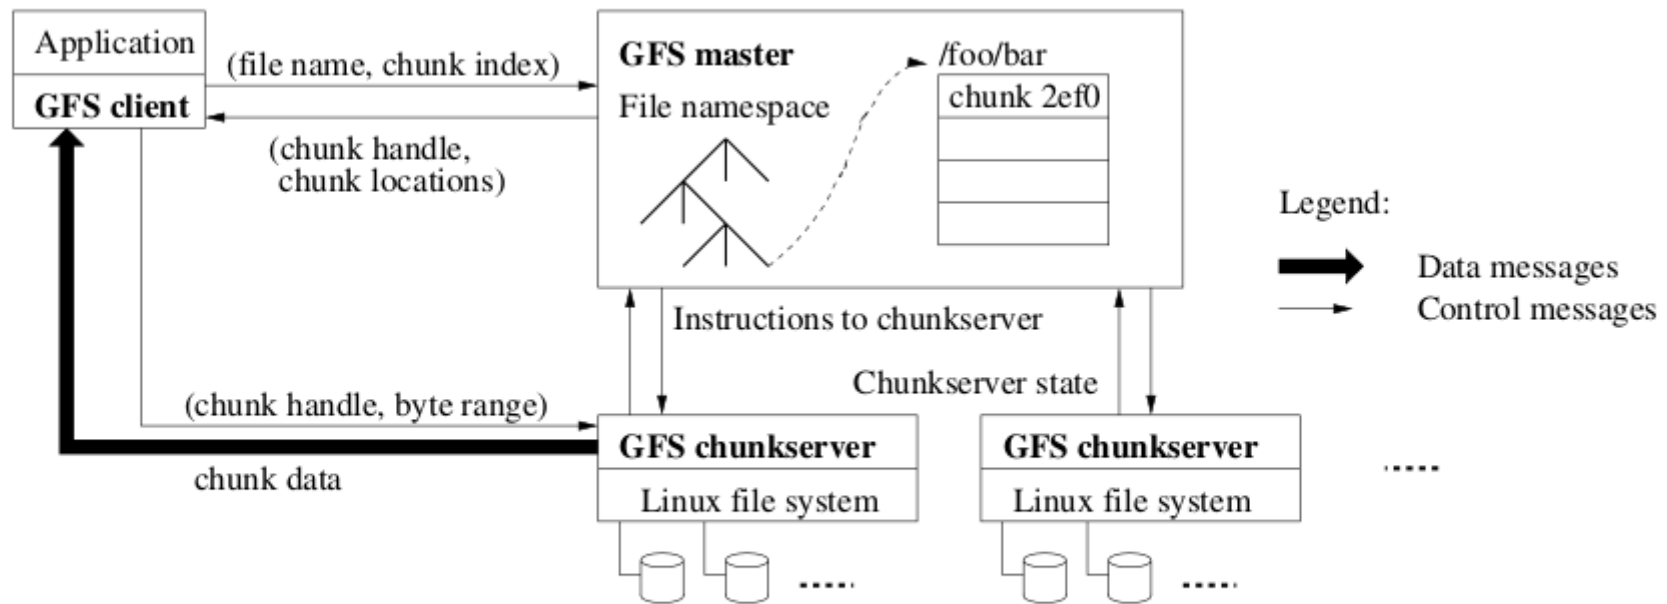 Application
GFS client
(file name, chunk index)
(chunk handle,
chunk locations)
GFS master
File namespace
/foo/bar
chunk 2ef0
Legend:
Data messages
Control messages
Instructions to chunkserver
Chunkserver state
(chunk handle, byte range)
chunk data
GFS chunkserver
Linux file system
GFS chunkserver
Linux file system